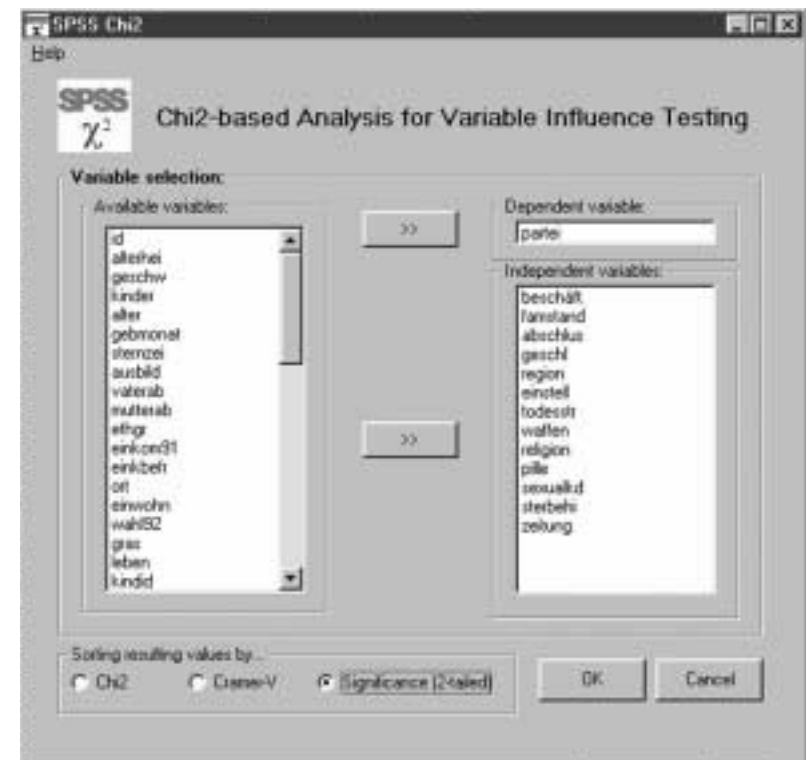 SPSS Chi2
Help
SPSS
χ²
Chi2-based Analysis for Variable Influence Testing
Variable selection:
Available variables:
id
alterhei
geschw
kinder
alter
gebmonat
sternzei
ausbild
vaterab
mutterab
ethgr
einkom91
einkbefr
ort
einwohn
wahl92
gras
leben
kindid
>>
>>
Dependent variable:
partei
Independent variables:
beschäft
famstand
abschlus
geschl
region
einstell
todesstr
waffen
religion
pille
sexualkd
sterbehi
zeitung
Sorting resulting values by...
Chi2
Cramer-V
Significance (2-tailed)
OK
Cancel